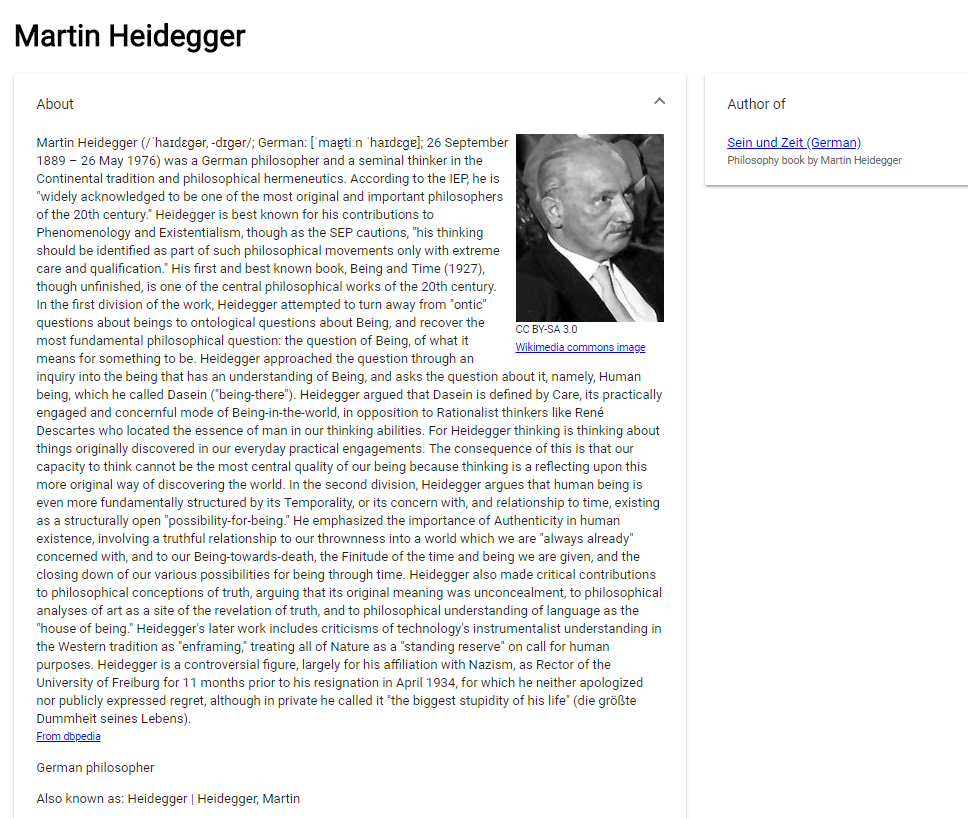 Martin Heidegger
About
Martin Heidegger (/ˈhaɪdɛɡər, -dɪɡər/; German: [ˈmaʁtiːn ˈhaɪdɛɡɐ]; 26 September
1889 – 26 May 1976) was a German philosopher and a seminal thinker in the
Continental tradition and philosophical hermeneutics. According to the IEP, he is
"widely acknowledged to be one of the most original and important philosophers
of the 20th century." Heidegger is best known for his contributions to
Phenomenology and Existentialism, though as the SEP cautions, "his thinking
should be identified as part of such philosophical movements only with extreme
care and qualification." His first and best known book, Being and Time (1927),
though unfinished, is one of the central philosophical works of the 20th century.
In the first division of the work, Heidegger attempted to turn away from "ontic"
questions about beings to ontological questions about Being, and recover the
most fundamental philosophical question: the question of Being, of what it
means for something to be. Heidegger approached the question through an
inquiry into the being that has an understanding of Being, and asks the question about it, namely, Human
being, which he called Dasein ("being-there"). Heidegger argued that Dasein is defined by Care, its practically
engaged and concernful mode of Being-in-the-world, in opposition to Rationalist thinkers like René
Descartes who located the essence of man in our thinking abilities. For Heidegger thinking is thinking about
things originally discovered in our everyday practical engagements. The consequence of this is that our
capacity to think cannot be the most central quality of our being because thinking is a reflecting upon this
more original way of discovering the world. In the second division, Heidegger argues that human being is
even more fundamentally structured by its Temporality, or its concern with, and relationship to time, existing
as a structurally open "possibility-for-being." He emphasized the importance of Authenticity in human
existence, involving a truthful relationship to our thrownness into a world which we are "always already"
concerned with, and to our Being-towards-death, the Finitude of the time and being we are given, and the
closing down of our various possibilities for being through time. Heidegger also made critical contributions
to philosophical conceptions of truth, arguing that its original meaning was unconcealment, to philosophical
analyses of art as a site of the revelation of truth, and to philosophical understanding of language as the
"house of being." Heidegger's later work includes criticisms of technology's instrumentalist understanding in
the Western tradition as "enframing," treating all of Nature as a "standing reserve" on call for human
purposes. Heidegger is a controversial figure, largely for his affiliation with Nazism, as Rector of the
University of Freiburg for 11 months prior to his resignation in April 1934, for which he neither apologized
nor publicly expressed regret, although in private he called it "the biggest stupidity of his life" (die größte
Dummheit seines Lebens).
From dbpedia
German philosopher
Also known as: Heidegger | Heidegger, Martin
CC BY-SA 3.0
Wikimedia commons image
Author of
Sein und Zeit (German)
Philosophy book by Martin Heidegger